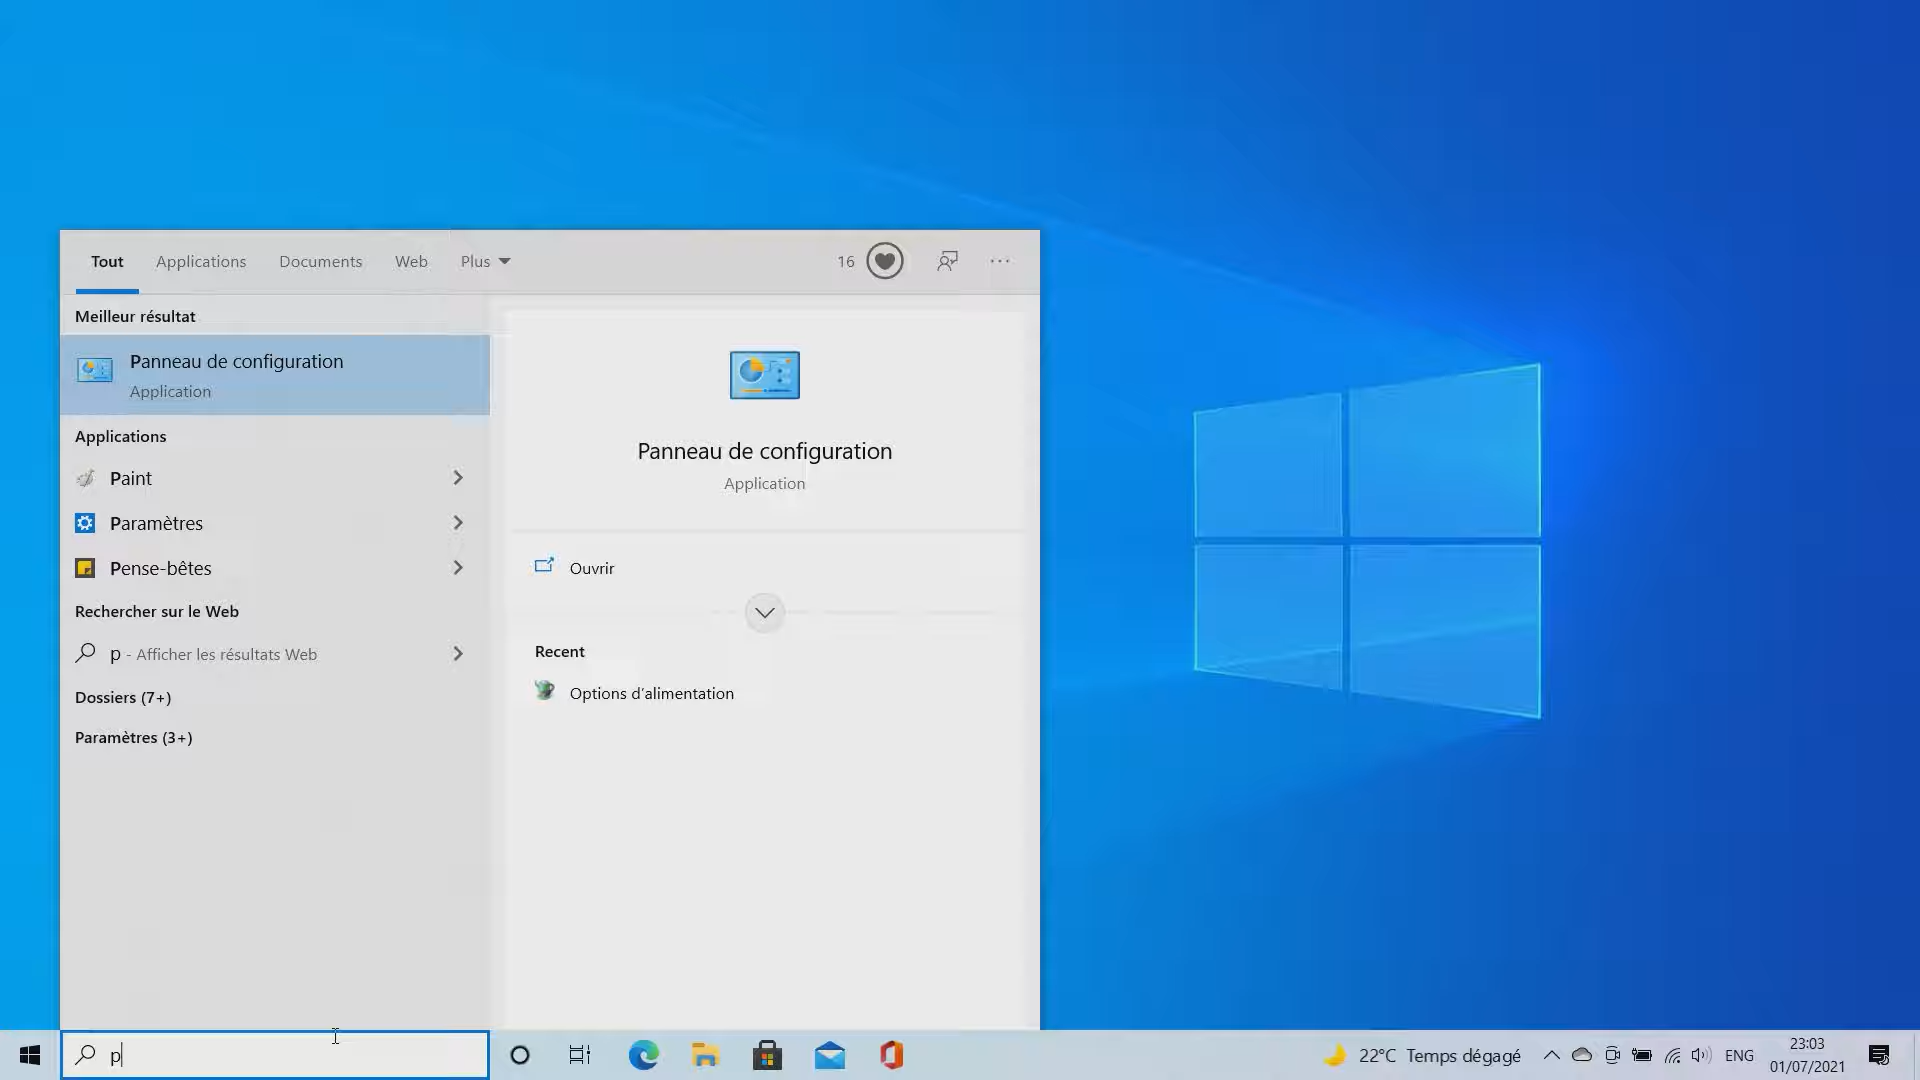 Tout Applications Documents Web Plus 16
Meilleur résultat
Panneau de configuration
Application
Applications
Paint
Paramètres
Pense-bêtes
Rechercher sur le Web
p - Afficher les résultats Web
Dossiers (7+)
Paramètres (3+)
Panneau de configuration
Application
Ouvrir
Recent
Options d'alimentation
p
22°C Temps dégagé
ENG
23:03
01/07/2021